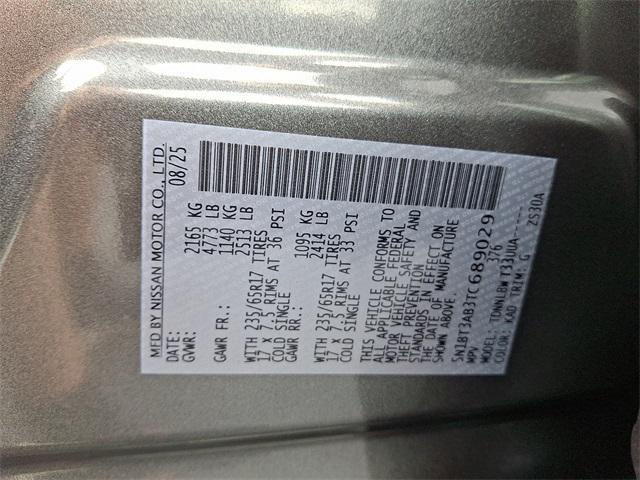 MFD BY NISSAN MOTOR CO., LTD.
DATE: 08/25
GVWR: 2165 KG
4773 LB
GAWR FR.: 1140 KG
2513 LB
WITH 235/65R17 TIRES
17 X 7.5 RIMS AT 36 PSI
COLD SINGLE
GAWR RR.: 1095 KG
2414 LB
WITH 235/65R17 TIRES
17 X 7.5 RIMS AT 33 PSI
COLD SINGLE
THIS VEHICLE CONFORMS TO
ALL APPLICABLE FEDERAL
MOTOR VEHICLE SAFETY AND
THEFT PREVENTION
STANDARDS IN EFFECT ON
THE DATE OF MANUFACTURE
SHOWN ABOVE.
5N1BT3AB3TC689029
MPV 376
MODEL: TDNNLBWT33UUA-----
COLOR: KAD TRIM: G ZS30A